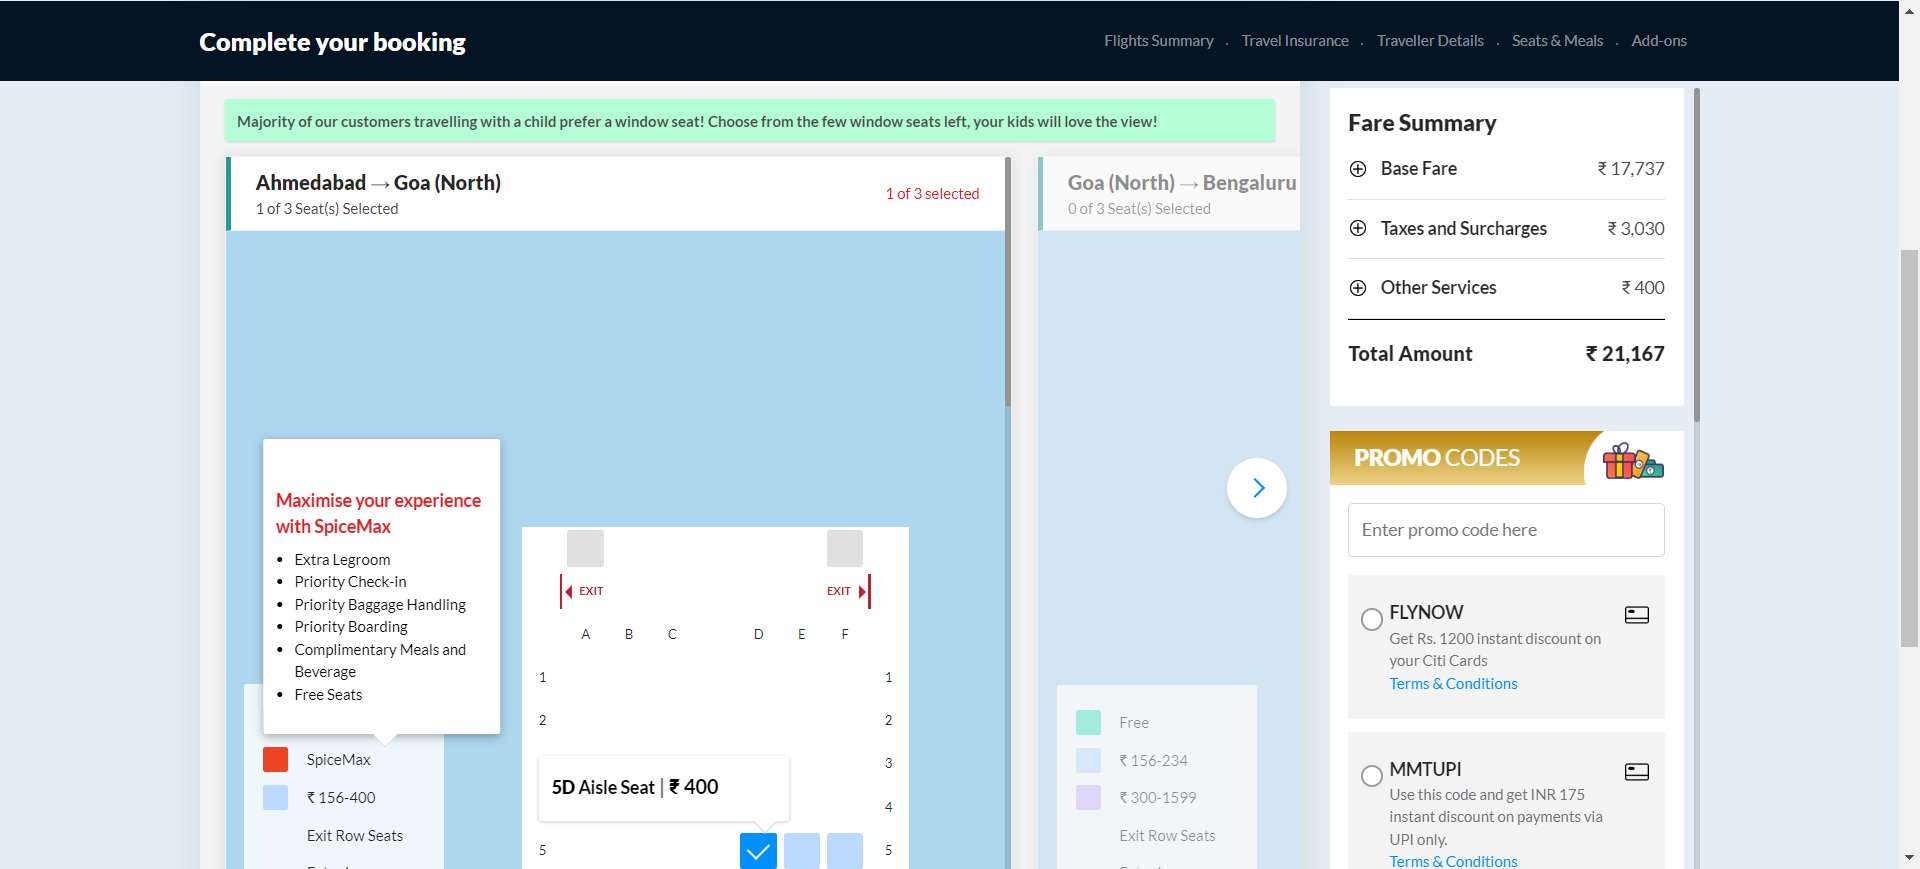 Complete your booking
Flights Summary . Travel Insurance . Traveller Details . Seats & Meals . Add-ons
Majority of our customers travelling with a child prefer a window seat! Choose from the few window seats left, your kids will love the view!
Ahmedabad → Goa (North)
1 of 3 Seat(s) Selected
1 of 3 selected
Goa (North) → Bengaluru
0 of 3 Seat(s) Selected
Maximise your experience
with SpiceMax
• Extra Legroom
• Priority Check-in
• Priority Baggage Handling
• Priority Boarding
• Complimentary Meals and
Beverage
• Free Seats
SpiceMax
₹ 156-400
Exit Row Seats
EXIT EXIT
A B C D E F
1 1
2 2
3
4
5D Aisle Seat | ₹ 400
5 5
Free
₹ 156-234
₹ 300-1599
Exit Row Seats
Fare Summary
Base Fare ₹ 17,737
Taxes and Surcharges ₹ 3,030
Other Services ₹ 400
Total Amount ₹ 21,167
PROMO CODES
Enter promo code here
FLYNOW
Get Rs. 1200 instant discount on
your Citi Cards
Terms & Conditions
MMTUPI
Use this code and get INR 175
instant discount on payments via
UPI only.
Terms & Conditions